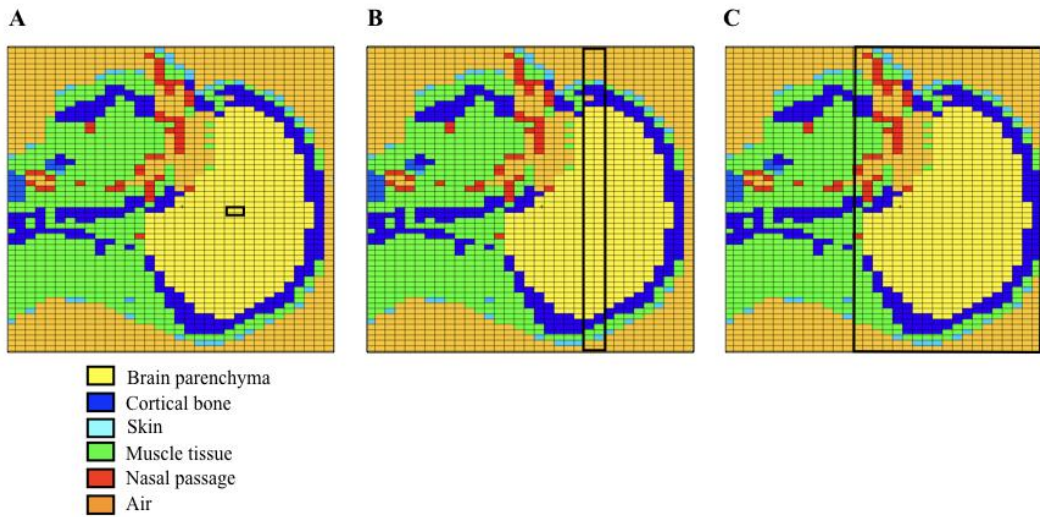 A
B
C
Brain parenchyma
Cortical bone
Skin
Muscle tissue
Nasal passage
Air